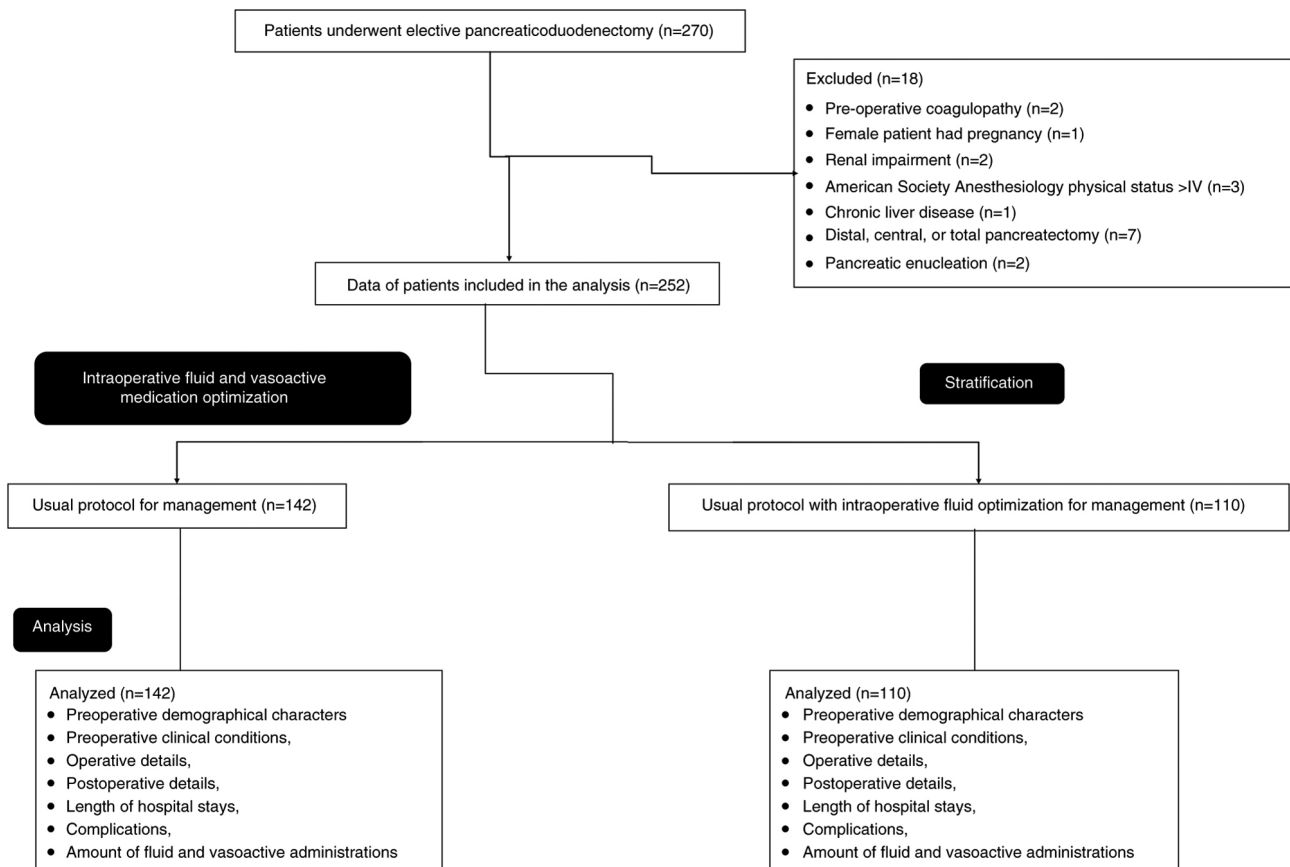 Patients underwent elective pancreaticoduodenectomy (n=270)
Excluded (n=18)
• Pre-operative coagulopathy (n=2)
• Female patient had pregnancy (n=1)
• Renal impairment (n=2)
• American Society Anesthesiology physical status >IV (n=3)
• Chronic liver disease (n=1)
• Distal, central, or total pancreatectomy (n=7)
• Pancreatic enucleation (n=2)
Data of patients included in the analysis (n=252)
Intraoperative fluid and vasoactive
medication optimization
Stratification
Usual protocol for management (n=142)
Usual protocol with intraoperative fluid optimization for management (n=110)
Analysis
Analyzed (n=142)
• Preoperative demographical characters
• Preoperative clinical conditions,
• Operative details,
• Postoperative details,
• Length of hospital stays,
• Complications,
• Amount of fluid and vasoactive administrations
Analyzed (n=110)
• Preoperative demographical characters
• Preoperative clinical conditions,
• Operative details,
• Postoperative details,
• Length of hospital stays,
• Complications,
• Amount of fluid and vasoactive administrations